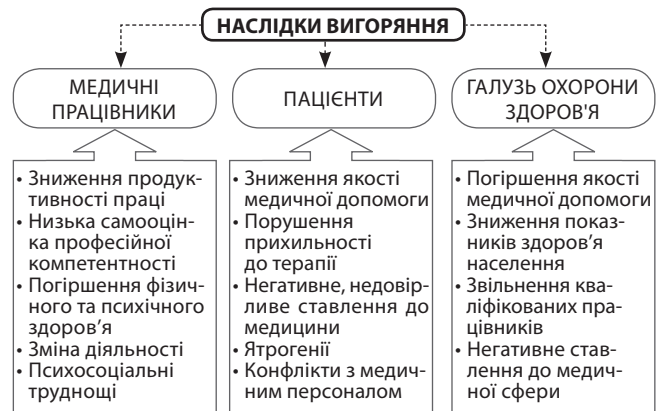 НАСЛІДКИ ВИГОРЯННЯ
МЕДИЧНІ
ПРАЦІВНИКИ
• Зниження продук-
тивності праці
• Низька самооцін-
ка професійної
компетентності
• Погіршення фізич-
ного та психічного
здоров’я
• Зміна діяльності
• Психосоціальні
труднощі
ПАЦІЄНТИ
• Зниження якості
медичної допомоги
• Порушення
прихильності
до терапії
• Негативне, недовір-
ливе ставлення до
медицини
• Ятрогенії
• Конфлікти з медич-
ним персоналом
ГАЛУЗЬ ОХОРОНИ
ЗДОРОВ'Я
• Погіршення якості
медичної допомоги
• Зниження показ-
ників здоров’я
населення
• Звільнення ква-
ліфікованих пра-
цівників
• Негативне став-
лення до медич-
ної сфери